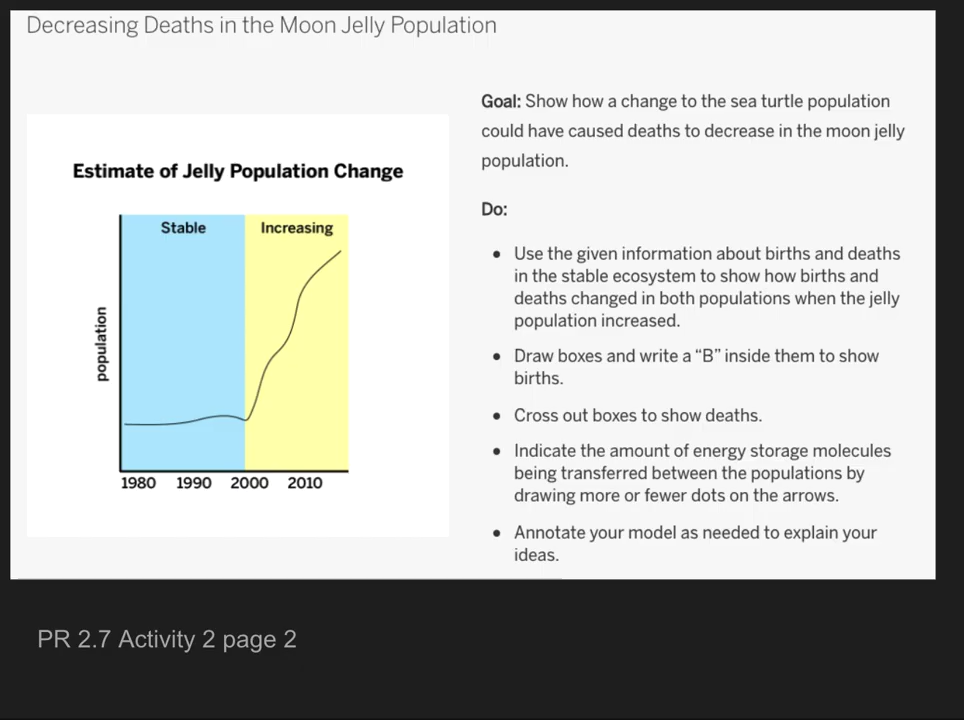 Decreasing Deaths in the Moon Jelly Population
Estimate of Jelly Population Change
Stable
Increasing
population
1980 1990 2000 2010
Goal: Show how a change to the sea turtle population
could have caused deaths to decrease in the moon jelly
population.
Do:
• Use the given information about births and deaths
in the stable ecosystem to show how births and
deaths changed in both populations when the jelly
population increased.
• Draw boxes and write a “B” inside them to show
births.
• Cross out boxes to show deaths.
• Indicate the amount of energy storage molecules
being transferred between the populations by
drawing more or fewer dots on the arrows.
• Annotate your model as needed to explain your
ideas.
PR 2.7 Activity 2 page 2